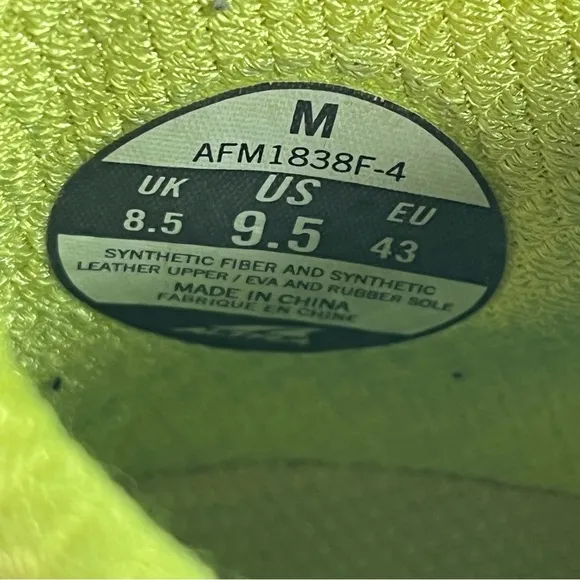 M
AFM1838F-4
UK US EU
8.5 9.5 43
SYNTHETIC FIBER AND SYNTHETIC
LEATHER UPPER / EVA AND RUBBER SOLE
MADE IN CHINA
FABRIQUE EN CHINE